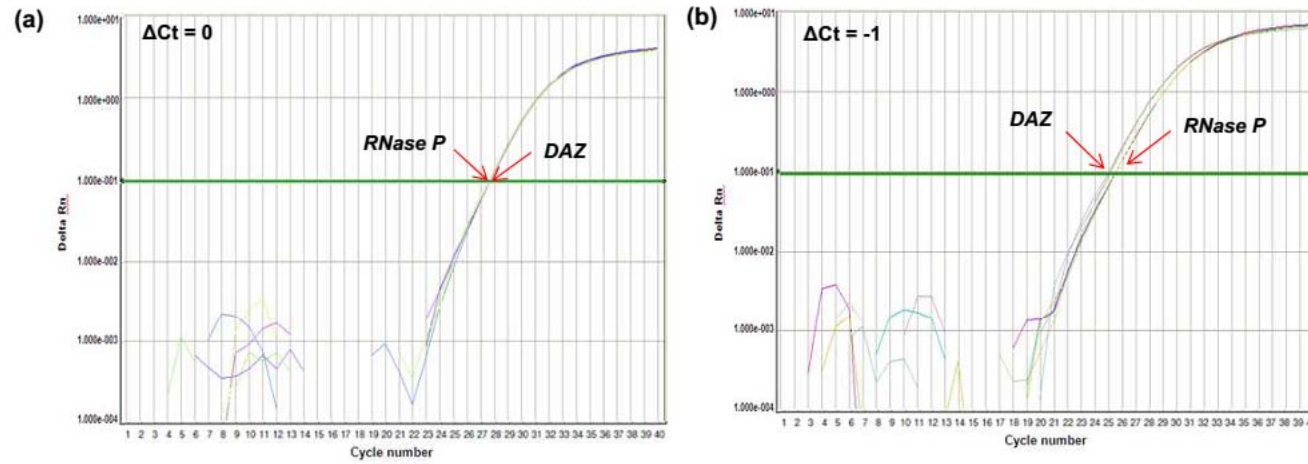 (a)
ΔCt = 0
1.000e+001
1.000e+000
1.000e-001
1.000e-002
1.000e-003
1.000e-004
Delta Rn
RNase P
DAZ
1 2 3 4 5 6 7 8 9 10 11 12 13 14 15 16 17 18 19 20 21 22 23 24 25 26 27 28 29 30 31 32 33 34 35 36 37 38 39 40
Cycle number
(b)
ΔCt = -1
1.000e+001
1.000e+000
1.000e-001
1.000e-002
1.000e-003
1.000e-004
Delta Rn
DAZ
RNase P
1 2 3 4 5 6 7 8 9 10 11 12 13 14 15 16 17 18 19 20 21 22 23 24 25 26 27 28 29 30 31 32 33 34 35 36 37 38 39
Cycle number